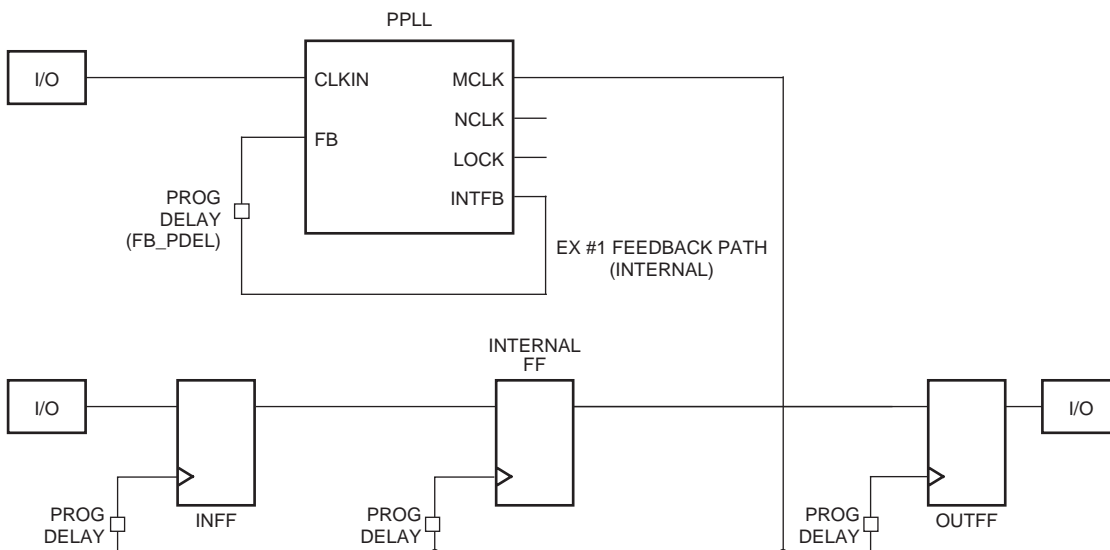 PPLL
I/O
CLKIN
MCLK
NCLK
FB
LOCK
INTFB
PROG
DELAY
(FB_PDEL)
EX #1 FEEDBACK PATH
(INTERNAL)
INTERNAL
FF
I/O
I/O
PROG
DELAY
INFF
PROG
DELAY
PROG
DELAY
OUTFF